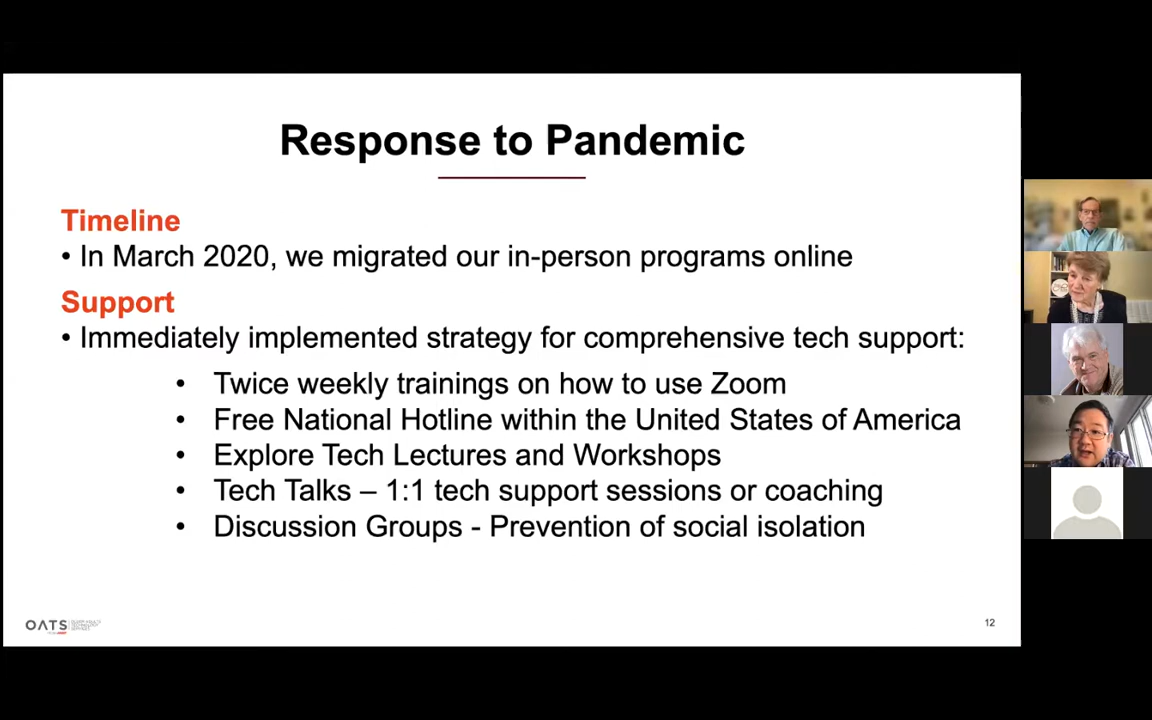 Response to Pandemic
Timeline
• In March 2020, we migrated our in-person programs online
Support
• Immediately implemented strategy for comprehensive tech support:
• Twice weekly trainings on how to use Zoom
• Free National Hotline within the United States of America
• Explore Tech Lectures and Workshops
• Tech Talks – 1:1 tech support sessions or coaching
• Discussion Groups - Prevention of social isolation
OATS
12